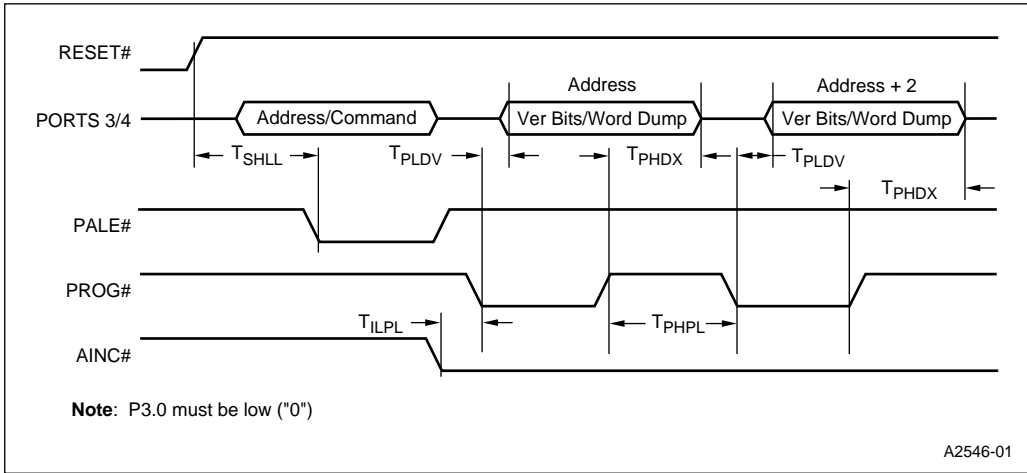 RESET#
Address
Address + 2
PORTS 3/4
Address/Command
Ver Bits/Word Dump
Ver Bits/Word Dump
TSHLL
TPLDV
TPHDX
TPLDV
TPHDX
PALE#
PROG#
TILPL
TPHPL
AINC#
Note: P3.0 must be low ("0")
A2546-01